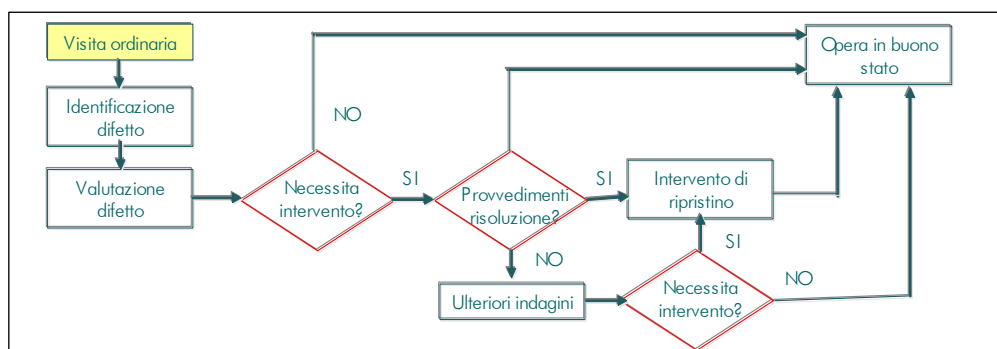 Visita ordinaria
Opera in buono
stato
Identificazione
difetto
NO
Valutazione
difetto
Necessita
intervento?
SI
Provvedimenti
risoluzione?
SI
Intervento di
ripristino
SI
NO
Ulteriori indagini
Necessita
intervento?
NO